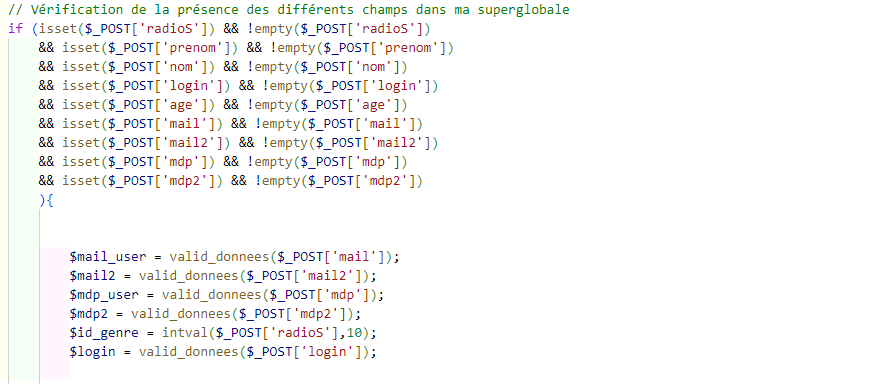 // Vérification de la présence des différents champs dans ma superglobale
if (isset($_POST['radioS']) && !empty($_POST['radioS'])
&& isset($_POST['prenom']) && !empty($_POST['prenom'])
&& isset($_POST['nom']) && !empty($_POST['nom'])
&& isset($_POST['login']) && !empty($_POST['login'])
&& isset($_POST['age']) && !empty($_POST['age'])
&& isset($_POST['mail']) && !empty($_POST['mail'])
&& isset($_POST['mail2']) && !empty($_POST['mail2'])
&& isset($_POST['mdp']) && !empty($_POST['mdp'])
&& isset($_POST['mdp2']) && !empty($_POST['mdp2'])
){
$mail_user = valid_donnees($_POST['mail']);
$mail2 = valid_donnees($_POST['mail2']);
$mdp_user = valid_donnees($_POST['mdp']);
$mdp2 = valid_donnees($_POST['mdp2']);
$id_genre = intval($_POST['radioS'],10);
$login = valid_donnees($_POST['login']);